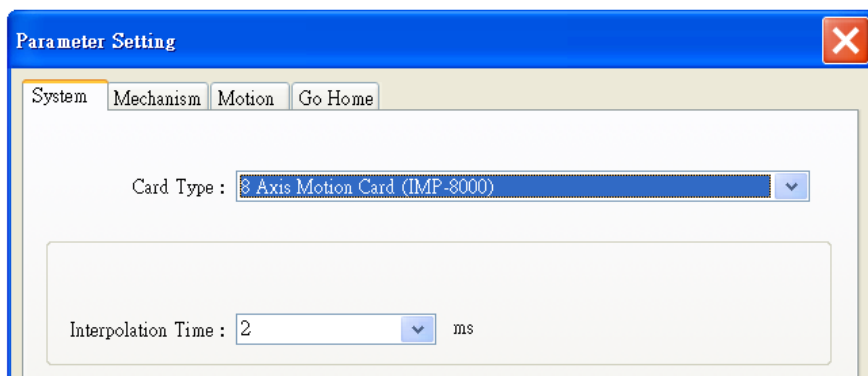 Parameter Setting
System Mechanism Motion Go Home
Card Type : 8 Axis Motion Card (IMP-8000)
Interpolation Time : 2 ms